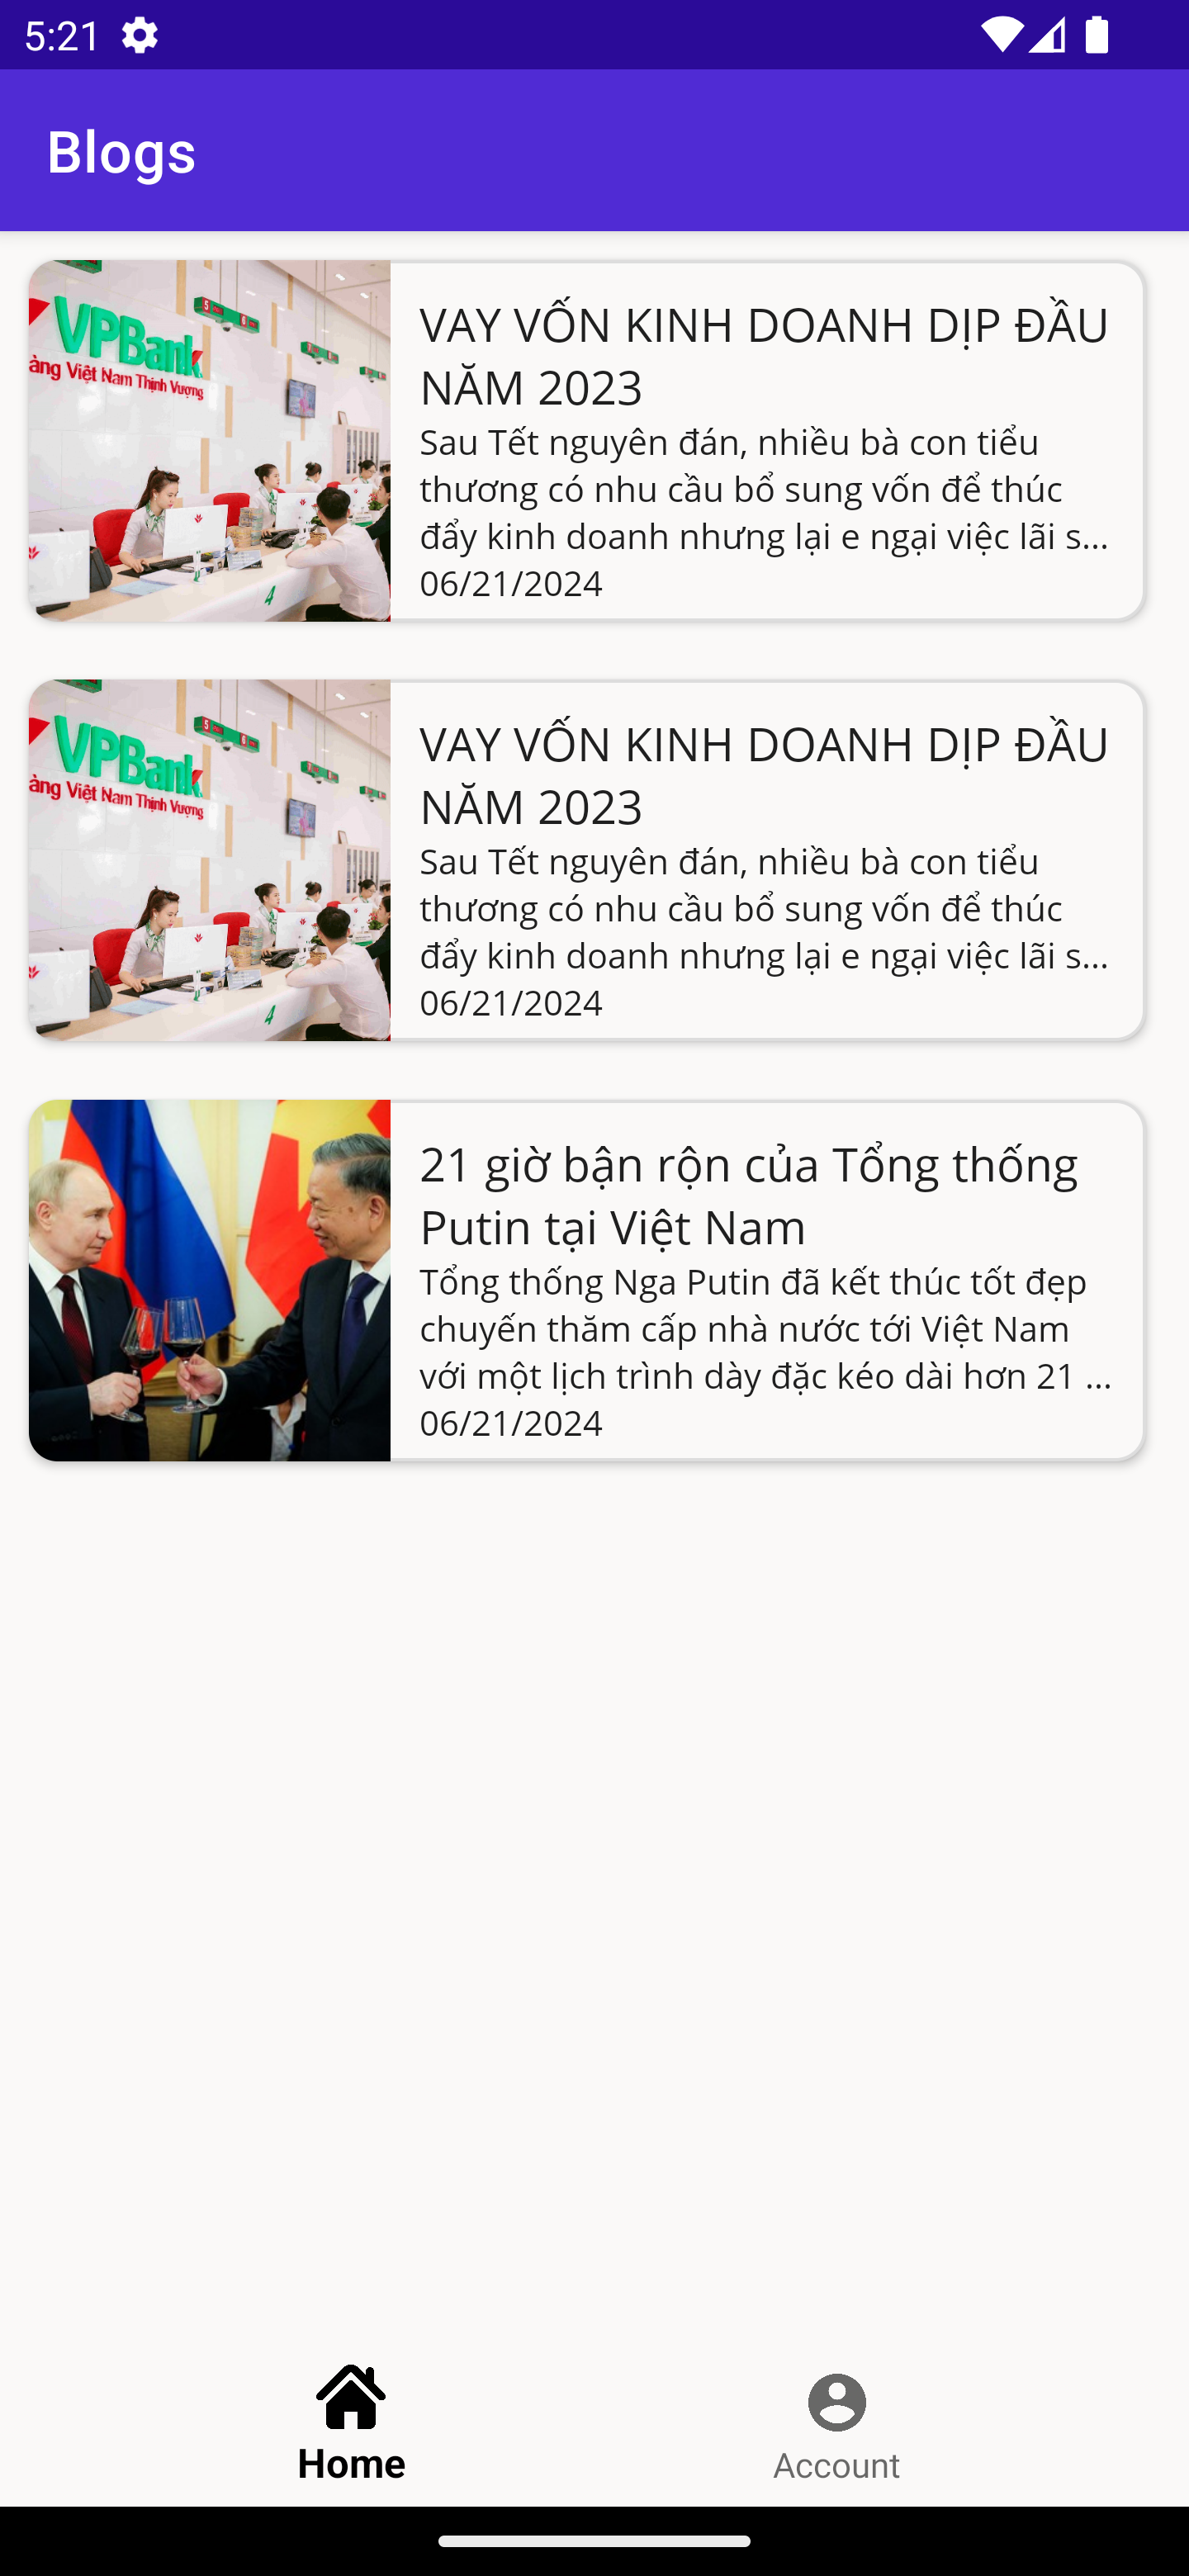 5:21
Blogs
VPBank
àng Việt Nam Thịnh Vượng
VAY VỐN KINH DOANH DỊP ĐẦU
NĂM 2023
Sau Tết nguyên đán, nhiều bà con tiểu
thương có nhu cầu bổ sung vốn để thúc
đẩy kinh doanh nhưng lại e ngại việc lãi s...
06/21/2024
VPBank
àng Việt Nam Thịnh Vượng
VAY VỐN KINH DOANH DỊP ĐẦU
NĂM 2023
Sau Tết nguyên đán, nhiều bà con tiểu
thương có nhu cầu bổ sung vốn để thúc
đẩy kinh doanh nhưng lại e ngại việc lãi s...
06/21/2024
21 giờ bận rộn của Tổng thống
Putin tại Việt Nam
Tổng thống Nga Putin đã kết thúc tốt đẹp
chuyến thăm cấp nhà nước tới Việt Nam
với một lịch trình dày đặc kéo dài hơn 21 ...
06/21/2024
Home
Account